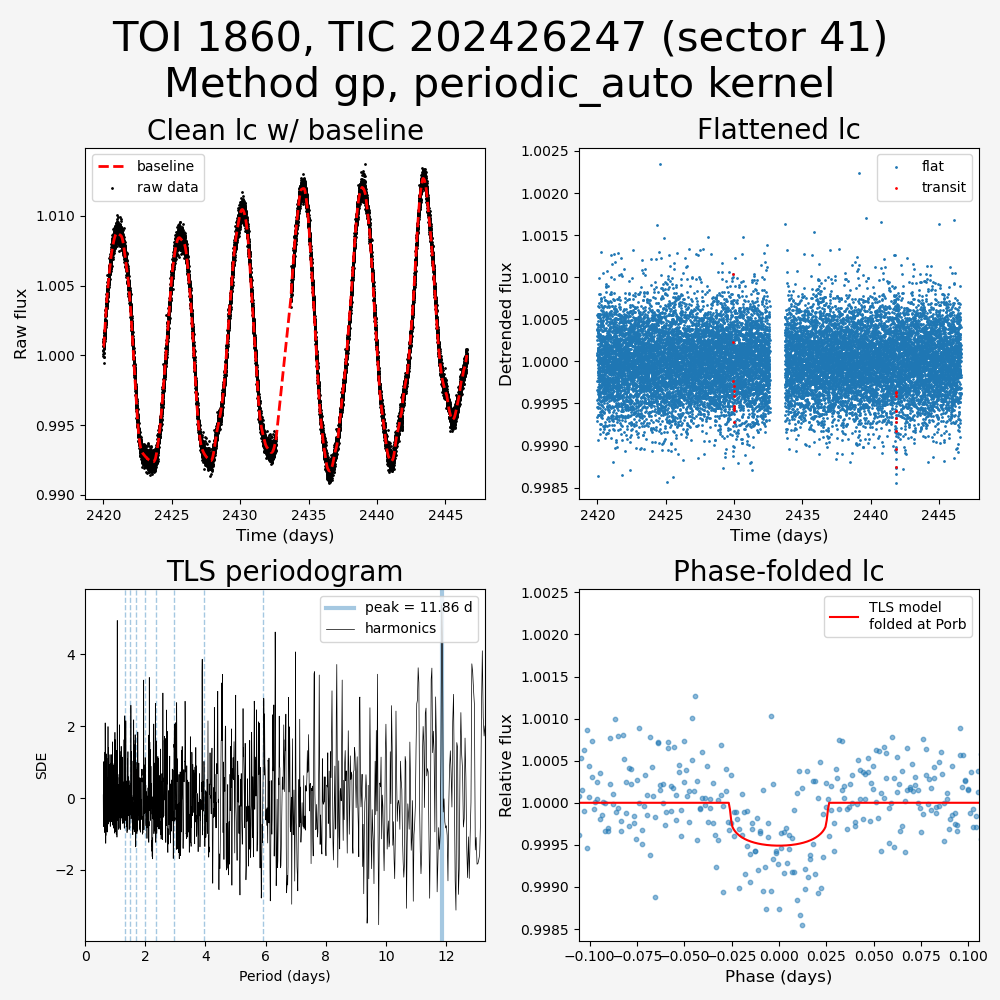 TOI 1860, TIC 202426247 (sector 41)
Method gp, periodic_auto kernel
Clean lc w/ baseline
baseline
raw data
Raw flux
1.010
1.005
1.000
0.995
0.990
2420 2425 2430 2435 2440 2445
Time (days)
Flattened lc
flat
transit
Detrended flux
1.0025
1.0020
1.0015
1.0010
1.0005
1.0000
0.9995
0.9990
0.9985
2420 2425 2430 2435 2440 2445
Time (days)
TLS periodogram
peak = 11.86 d
harmonics
SDE
4
2
0
−2
0 2 4 6 8 10 12
Period (days)
Phase-folded lc
TLS model
folded at Porb
Relative flux
1.0025
1.0020
1.0015
1.0010
1.0005
1.0000
0.9995
0.9990
0.9985
−0.100 −0.075 −0.050 −0.025 0.000 0.025 0.050 0.075 0.100
Phase (days)